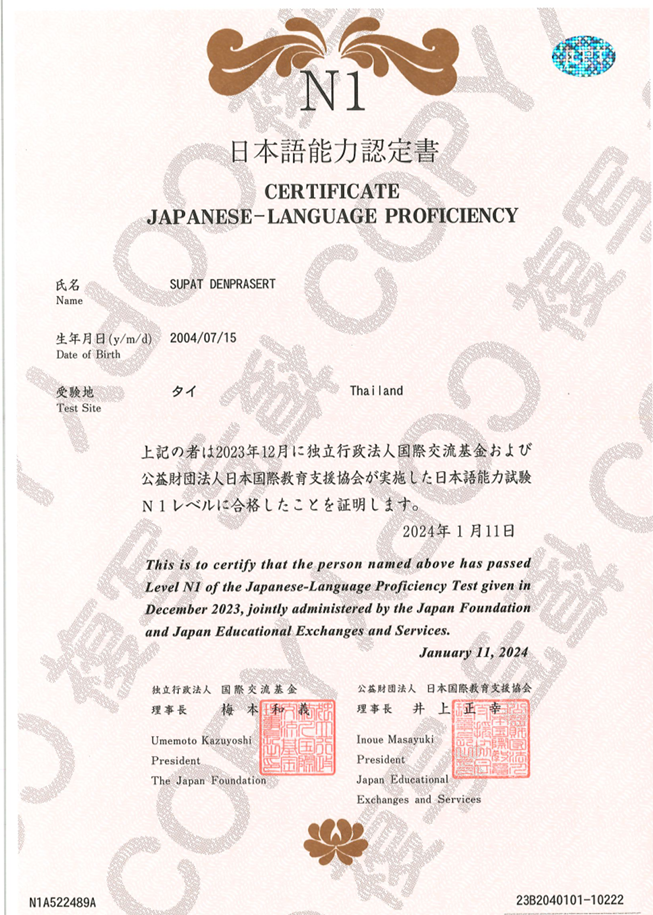 N1
日本語能力認定書
CERTIFICATE
JAPANESE-LANGUAGE PROFICIENCY
氏名 SUPAT DENPRASERT
Name
生年月日(y/m/d) 2004/07/15
Date of Birth
受験地 タイ Thailand
Test Site
上記の者は2023年12月に独立行政法人国際交流基金および
公益財団法人日本国際教育支援協会が実施した日本語能力試験
N1レベルに合格したことを証明します。
2024年1月11日
This is to certify that the person named above has passed
Level N1 of the Japanese-Language Proficiency Test given in
December 2023, jointly administered by the Japan Foundation
and Japan Educational Exchanges and Services.
January 11, 2024
独立行政法人 国際交流基金
理事長 梅本和義
Umemoto Kazuyoshi
President
The Japan Foundation
公益財団法人 日本国際教育支援協会
理事長 井上正幸
Inoue Masayuki
President
Japan Educational
Exchanges and Services
N1A522489A
23B2040101-10222
複写 COPY
複写 COPY
複写 COPY